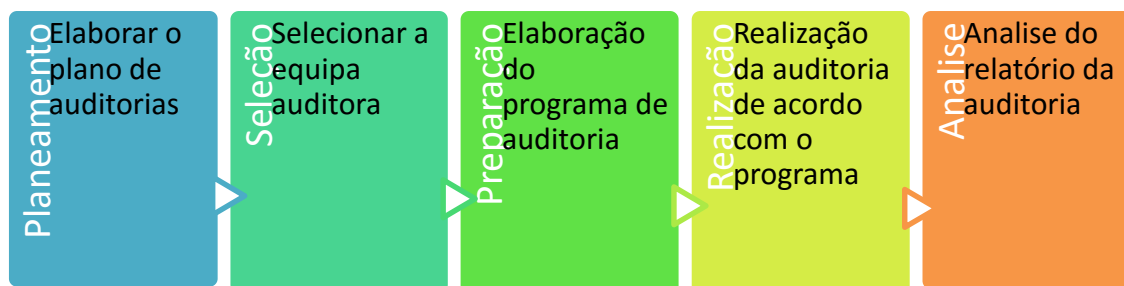 Planeamento
Elaborar o
plano de
auditorias
Seleção
Selecionar a
equipa
auditora
Preparação
Elaboração
do
programa de
auditoria
Realização
Realização
da auditoria
de acordo
com o
programa
Analise
Analise do
relatório da
auditoria